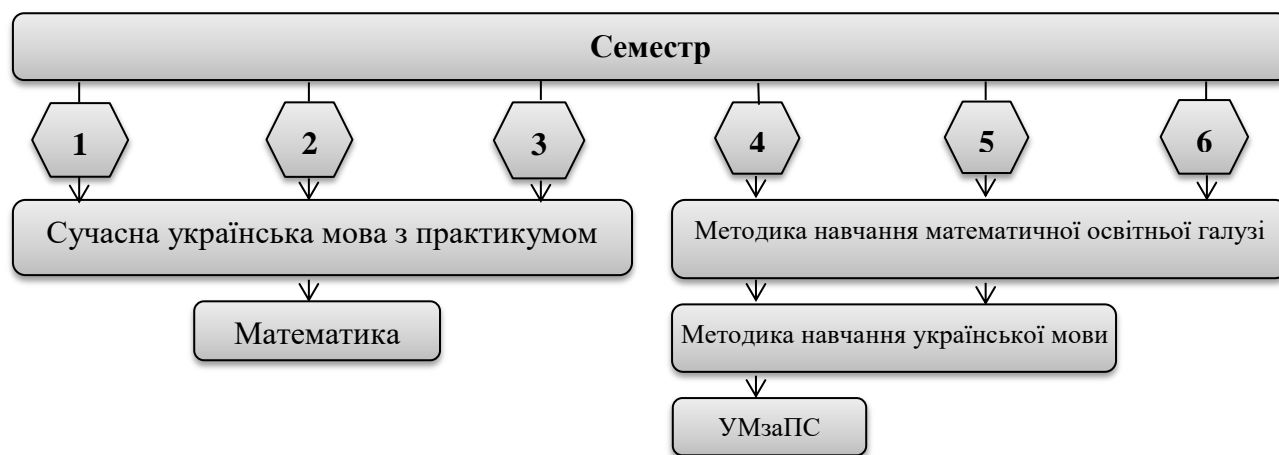 Семестр
1 2 3 4 5 6
Сучасна українська мова з практикумом
Методика навчання математичної освітньої галузі
Математика
Методика навчання української мови
УМзаПС